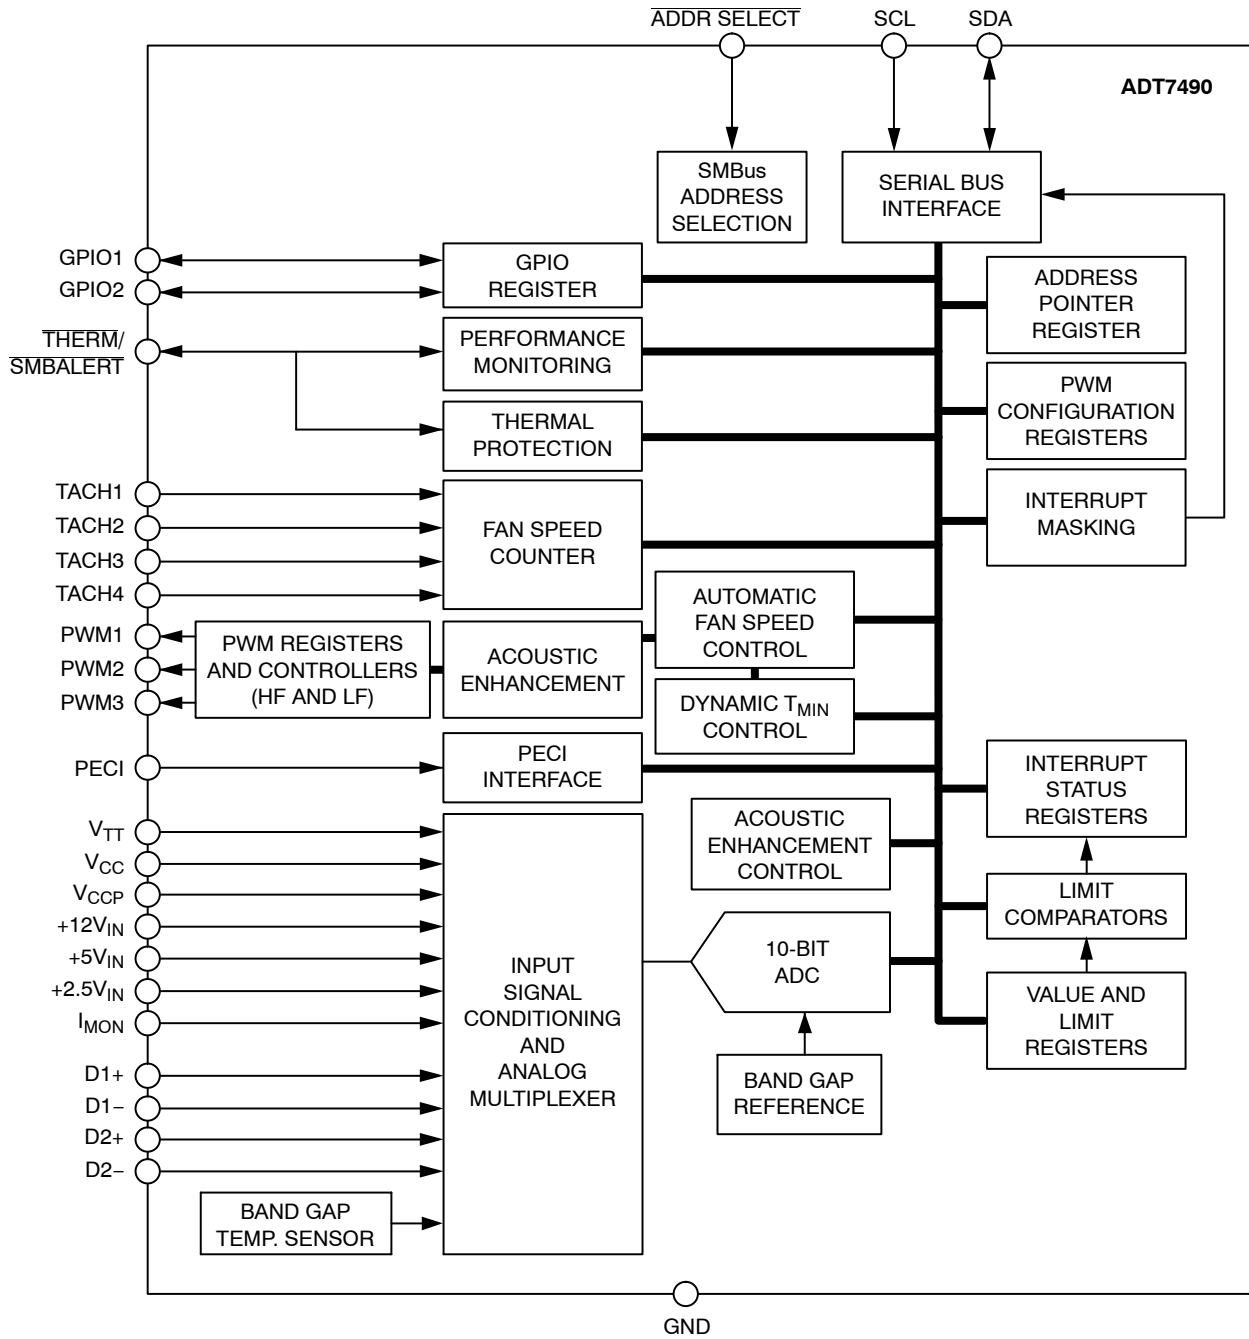 ADDR SELECT
SCL
SDA
ADT7490
SMBus
ADDRESS
SELECTION
SERIAL BUS
INTERFACE
GPIO1
GPIO2
GPIO
REGISTER
ADDRESS
POINTER
REGISTER
THERM/
SMBALERT
PERFORMANCE
MONITORING
PWM
CONFIGURATION
REGISTERS
THERMAL
PROTECTION
TACH1
TACH2
TACH3
TACH4
FAN SPEED
COUNTER
INTERRUPT
MASKING
AUTOMATIC
FAN SPEED
CONTROL
PWM1
PWM2
PWM3
PWM REGISTERS
AND CONTROLLERS
(HF AND LF)
ACOUSTIC
ENHANCEMENT
DYNAMIC TMIN
CONTROL
PECI
PECI
INTERFACE
INTERRUPT
STATUS
REGISTERS
VTT
VCC
VCCP
+12VIN
+5VIN
+2.5VIN
IMON
D1+
D1−
D2+
D2−
INPUT
SIGNAL
CONDITIONING
AND
ANALOG
MULTIPLEXER
ACOUSTIC
ENHANCEMENT
CONTROL
LIMIT
COMPARATORS
10-BIT
ADC
VALUE AND
LIMIT
REGISTERS
BAND GAP
REFERENCE
BAND GAP
TEMP. SENSOR
GND